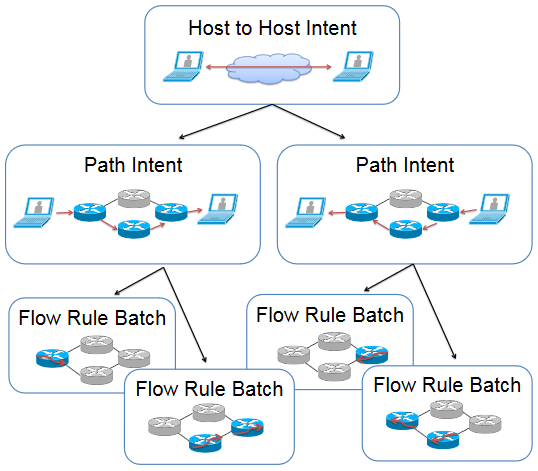 Host to Host Intent
Path Intent
Path Intent
Flow Rule Batch
Flow Rule Batch
Flow Rule Batch
Flow Rule Batch